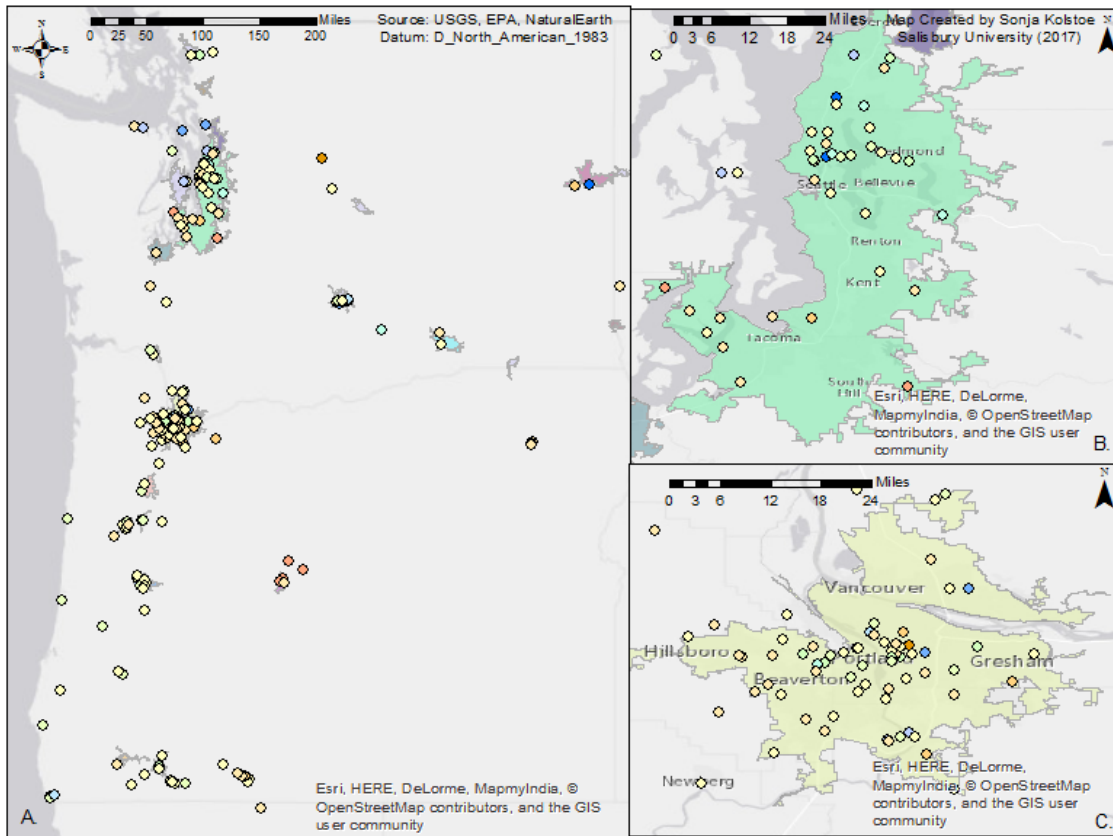 N
W E
S
Miles
0 25 50 100 150 200
Source: USGS, EPA, NaturalEarth
Datum: D_North_American_1983
Esri, HERE, DeLorme, MapmyIndia, ©
OpenStreetMap contributors, and the GIS
user community
A.
Miles
0 3 6 12 18 24
Map Created by Sonja Kolstoe
Salisbury University (2017)
N
Seattle
Bellevue
Renton
Kent
Tacoma
South
Hill
Esri, HERE, DeLorme,
MapmyIndia, © OpenStreetMap
contributors, and the GIS user
community
B.
Miles
0 3 6 12 18 24
N
Vancouver
Hillsboro
Portland
Gresham
Beaverton
Newberg
Esri, HERE, DeLorme,
MapmyIndia, © OpenStreetMap
contributors, and the GIS user
community
C.